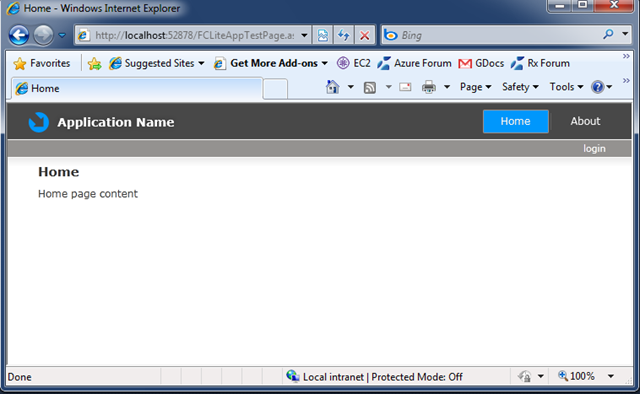 Home - Windows Internet Explorer
http://localhost:52878/FCLiteAppTestPage.as
Bing
Favorites Suggested Sites Get More Add-ons EC2 Azure Forum GDocs Rx Forum »
Home Page Safety Tools »
Application Name Home About
login
Home
Home page content
Done Local intranet | Protected Mode: Off 100%